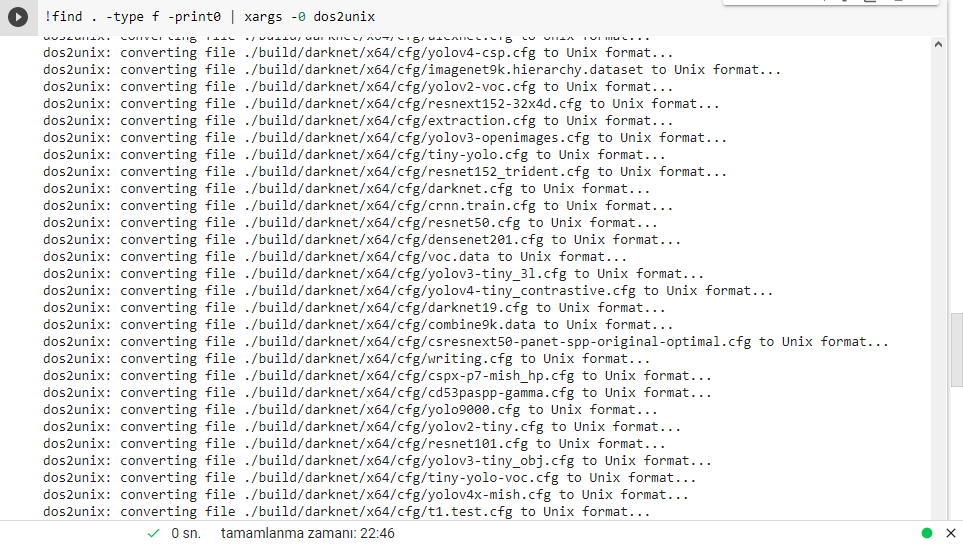 !find . -type f -print0 | xargs -0 dos2unix
dos2unix: converting file ./build/darknet/x64/cfg/alexnet.cfg to Unix format...
dos2unix: converting file ./build/darknet/x64/cfg/yolov4-csp.cfg to Unix format...
dos2unix: converting file ./build/darknet/x64/cfg/imagenet9k.hierarchy.dataset to Unix format...
dos2unix: converting file ./build/darknet/x64/cfg/yolov2-voc.cfg to Unix format...
dos2unix: converting file ./build/darknet/x64/cfg/resnext152-32x4d.cfg to Unix format...
dos2unix: converting file ./build/darknet/x64/cfg/extraction.cfg to Unix format...
dos2unix: converting file ./build/darknet/x64/cfg/yolov3-openimages.cfg to Unix format...
dos2unix: converting file ./build/darknet/x64/cfg/tiny-yolo.cfg to Unix format...
dos2unix: converting file ./build/darknet/x64/cfg/resnet152_trident.cfg to Unix format...
dos2unix: converting file ./build/darknet/x64/cfg/darknet.cfg to Unix format...
dos2unix: converting file ./build/darknet/x64/cfg/crnn.train.cfg to Unix format...
dos2unix: converting file ./build/darknet/x64/cfg/resnet50.cfg to Unix format...
dos2unix: converting file ./build/darknet/x64/cfg/densenet201.cfg to Unix format...
dos2unix: converting file ./build/darknet/x64/cfg/voc.data to Unix format...
dos2unix: converting file ./build/darknet/x64/cfg/yolov3-tiny_3l.cfg to Unix format...
dos2unix: converting file ./build/darknet/x64/cfg/yolov4-tiny_contrastive.cfg to Unix format...
dos2unix: converting file ./build/darknet/x64/cfg/darknet19.cfg to Unix format...
dos2unix: converting file ./build/darknet/x64/cfg/combine9k.data to Unix format...
dos2unix: converting file ./build/darknet/x64/cfg/csresnext50-panet-spp-original-optimal.cfg to Unix format...
dos2unix: converting file ./build/darknet/x64/cfg/writing.cfg to Unix format...
dos2unix: converting file ./build/darknet/x64/cfg/cspx-p7-mish_hp.cfg to Unix format...
dos2unix: converting file ./build/darknet/x64/cfg/cd53paspp-gamma.cfg to Unix format...
dos2unix: converting file ./build/darknet/x64/cfg/yolo9000.cfg to Unix format...
dos2unix: converting file ./build/darknet/x64/cfg/yolov2-tiny.cfg to Unix format...
dos2unix: converting file ./build/darknet/x64/cfg/resnet101.cfg to Unix format...
dos2unix: converting file ./build/darknet/x64/cfg/yolov3-tiny_obj.cfg to Unix format...
dos2unix: converting file ./build/darknet/x64/cfg/tiny-yolo-voc.cfg to Unix format...
dos2unix: converting file ./build/darknet/x64/cfg/yolov4x-mish.cfg to Unix format...
dos2unix: converting file ./build/darknet/x64/cfg/t1.test.cfg to Unix format...
0 sn. tamamlanma zamanı: 22:46